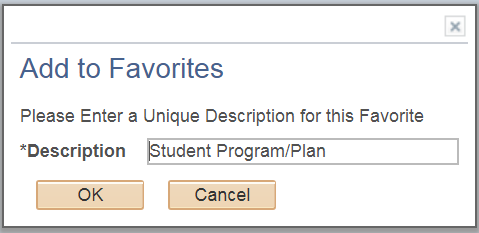 Add to Favorites
Please Enter a Unique Description for this Favorite
*Description Student Program/Plan
OK Cancel